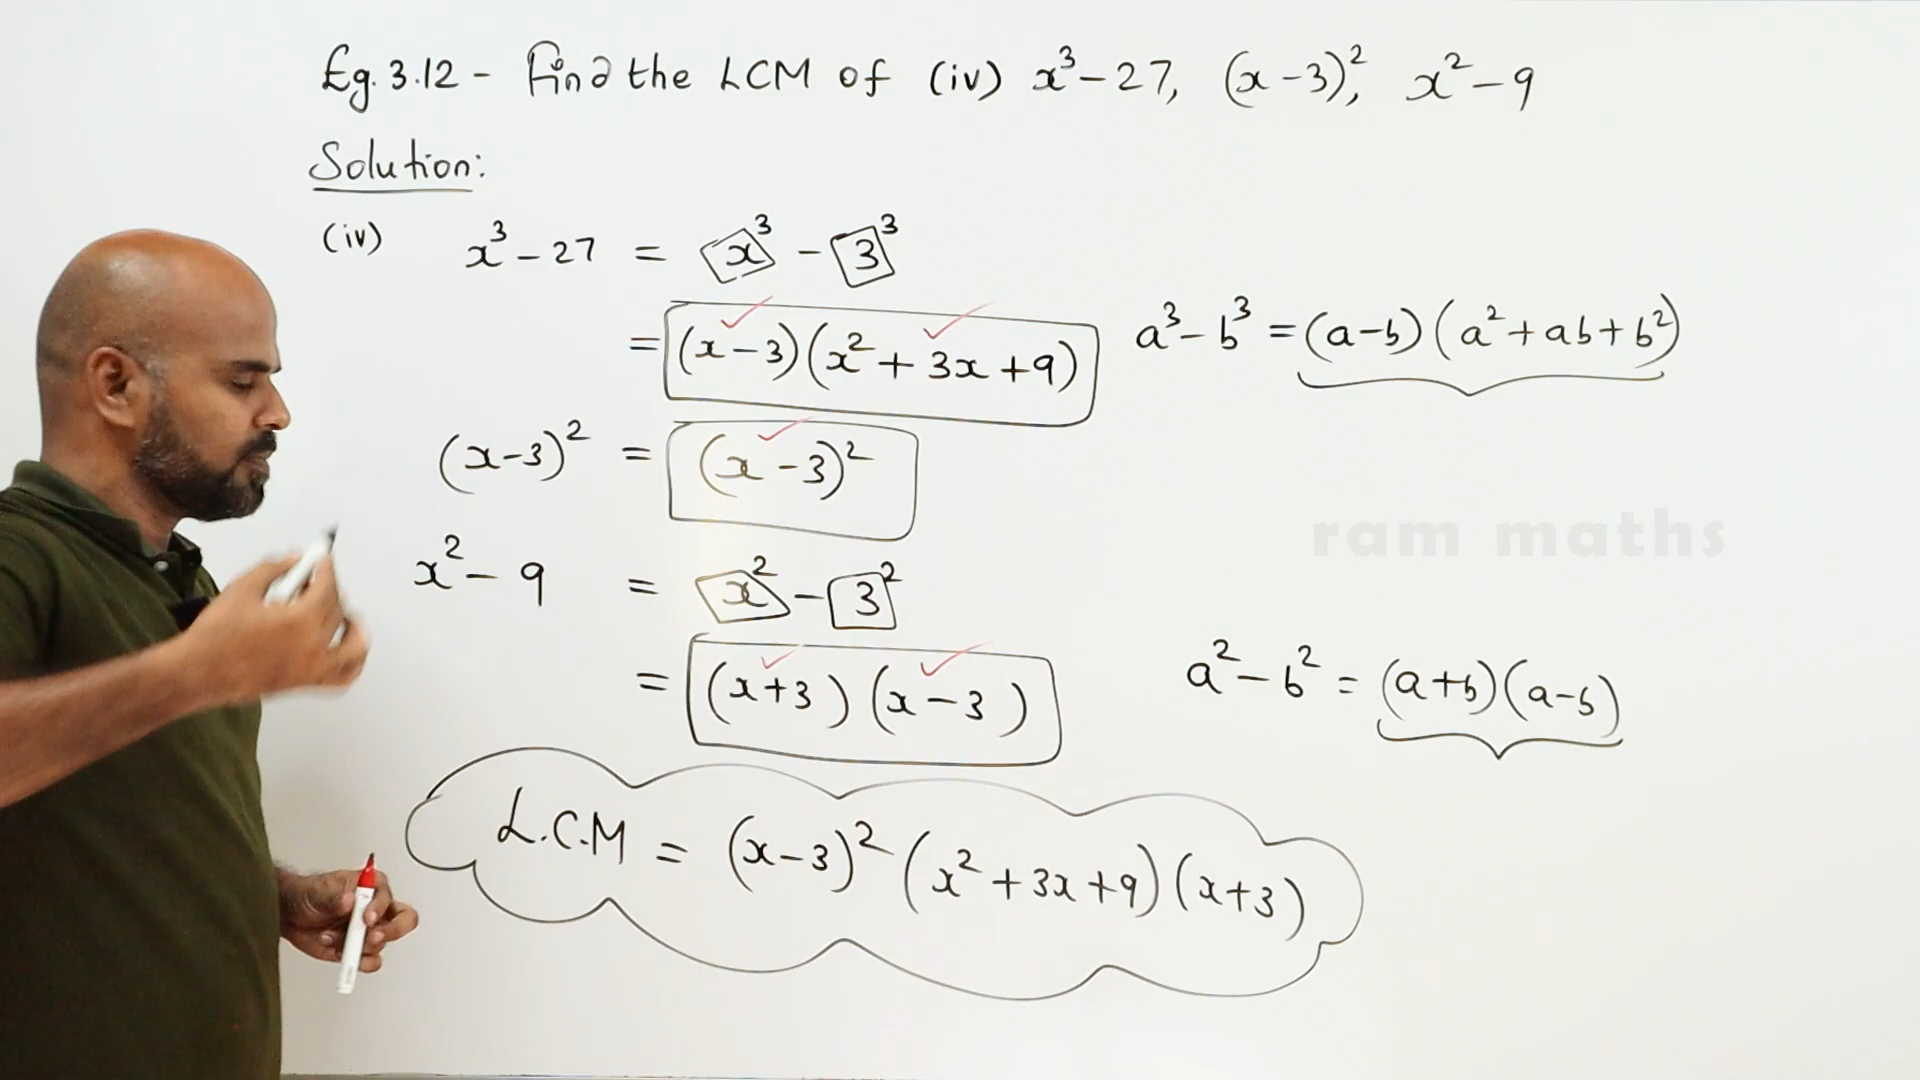 Eg. 3.12 - Find the LCM of (iv) x³ - 27, (x - 3)², x² - 9
Solution:
(iv) x³ - 27 = x³ - 3³
= (x - 3)(x² + 3x + 9) a³ - b³ = (a-b)(a² + ab + b²)
(x-3)² = (x - 3)²
ram maths
x² - 9 = x² - 3²
= (x+3)(x - 3) a² - b² = (a+b)(a-b)
L.C.M = (x-3)² (x² + 3x + 9)(x+3)